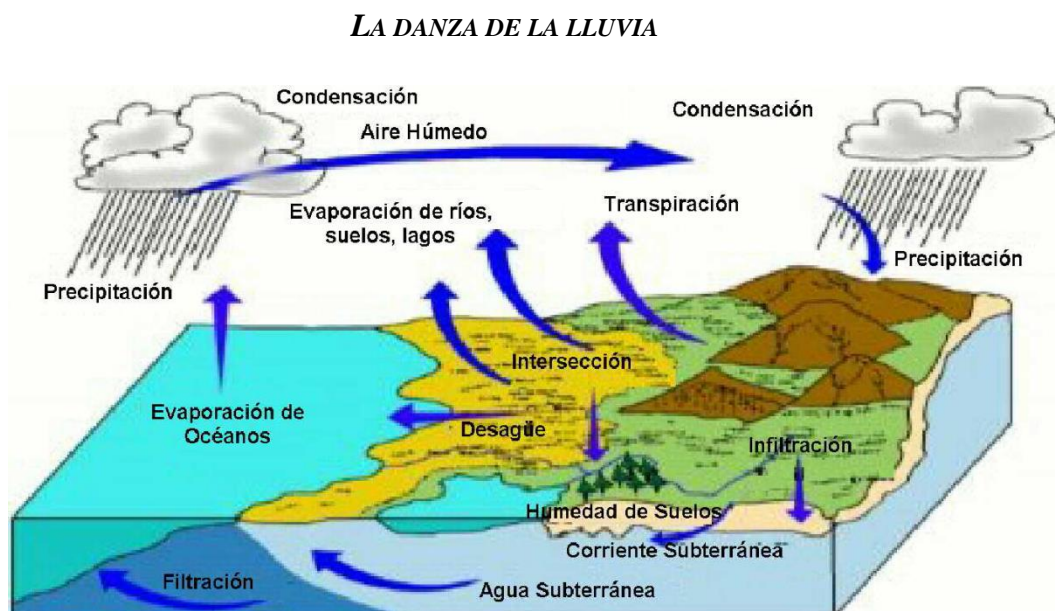 LA DANZA DE LA LLUVIA
Condensación
Condensación
Aire Húmedo
Evaporación de ríos,
suelos, lagos
Transpiración
Precipitación
Precipitación
Intersección
Evaporación de
Océanos
Desagüe
Infiltración
Humedad de Suelos
Corriente Subterránea
Filtración
Agua Subterránea